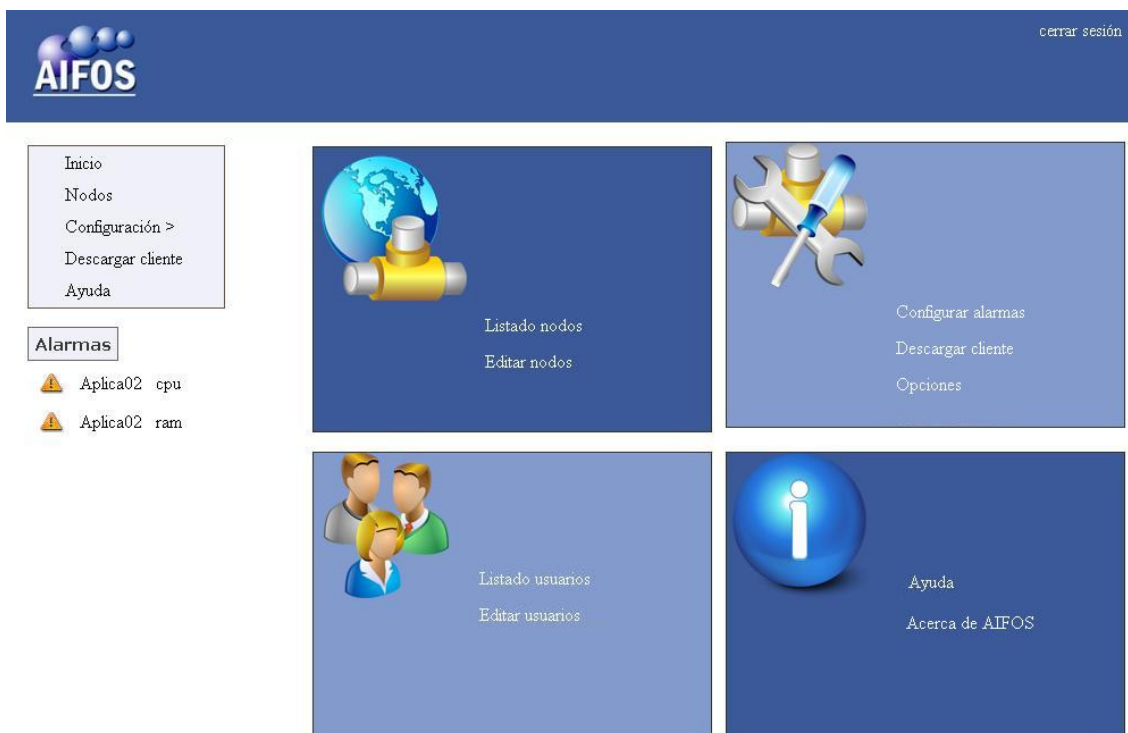 AIFOS
cerrar sesión
Inicio
Nodos
Configuración >
Descargar cliente
Ayuda
Alarmas
Aplica02 cpu
Aplica02 ram
Listado nodos
Editar nodos
Configurar alarmas
Descargar cliente
Opciones
Listado usuarios
Editar usuarios
Ayuda
Acerca de AIFOS